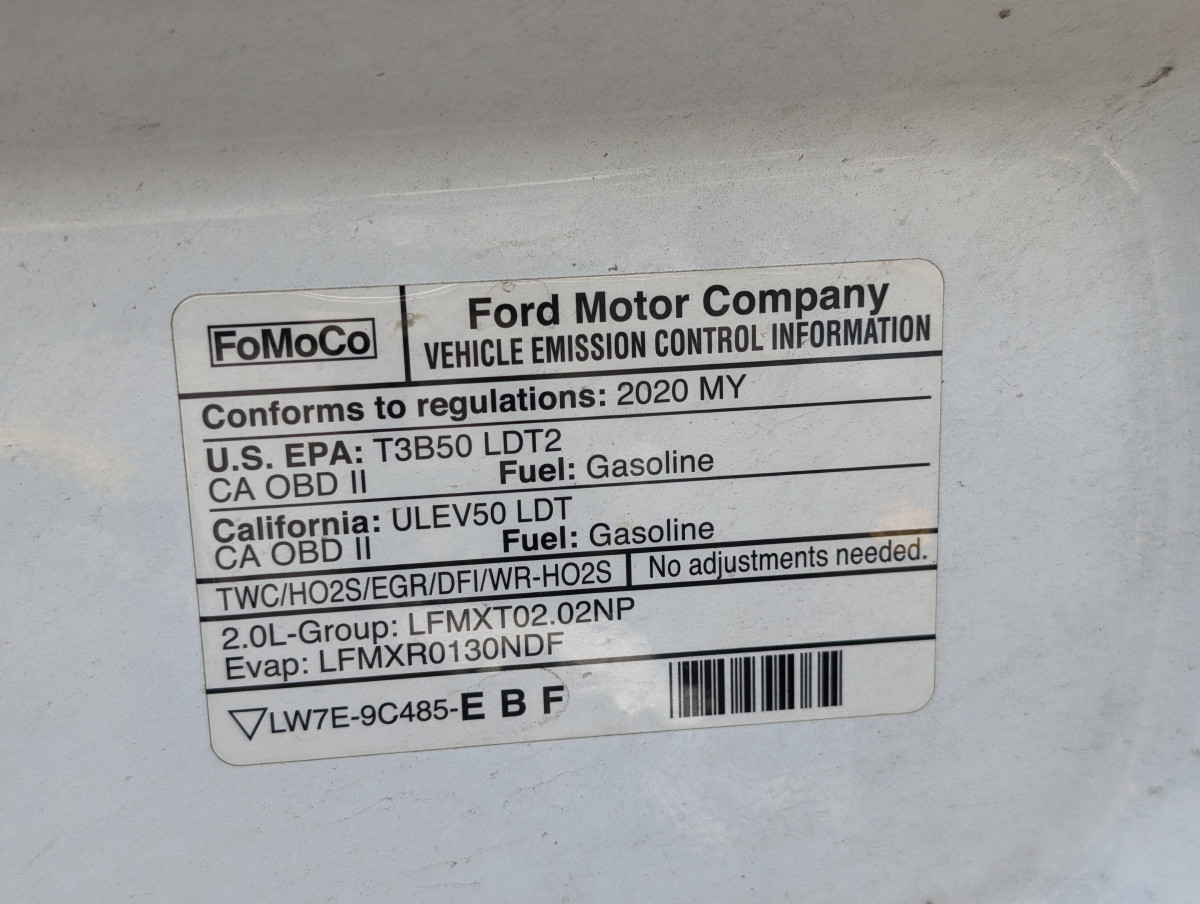 FoMoCo
Ford Motor Company
VEHICLE EMISSION CONTROL INFORMATION
Conforms to regulations: 2020 MY
U.S. EPA: T3B50 LDT2
CA OBD II Fuel: Gasoline
California: ULEV50 LDT
CA OBD II Fuel: Gasoline
TWC/HO2S/EGR/DFI/WR-HO2S No adjustments needed.
2.0L-Group: LFMXT02.02NP
Evap: LFMXR0130NDF
▽LW7E-9C485-E B F